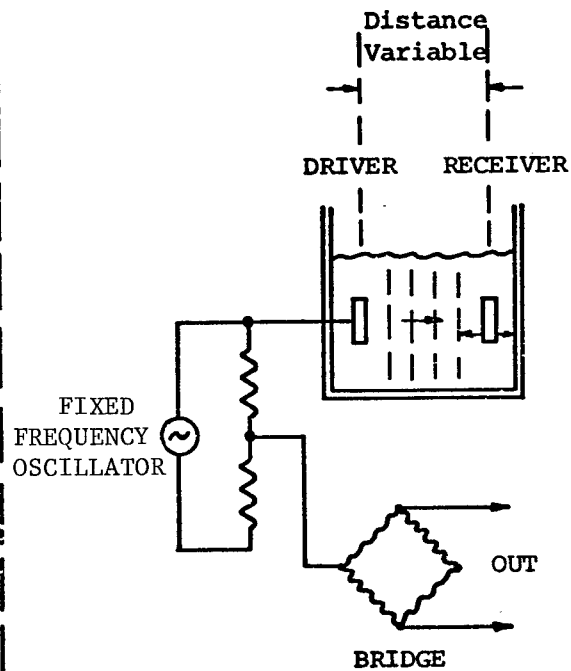 Distance
Variable
DRIVER RECEIVER
FIXED
FREQUENCY
OSCILLATOR
OUT
BRIDGE